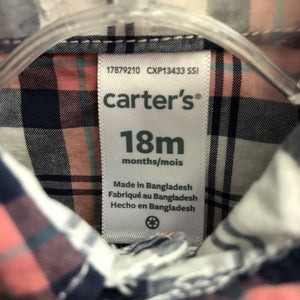 17879210 CXP13433 SSI
carter's®
18m
months/mois
Made in Bangladesh
Fabriqué au Bangladesh
Hecho en Bangladesh